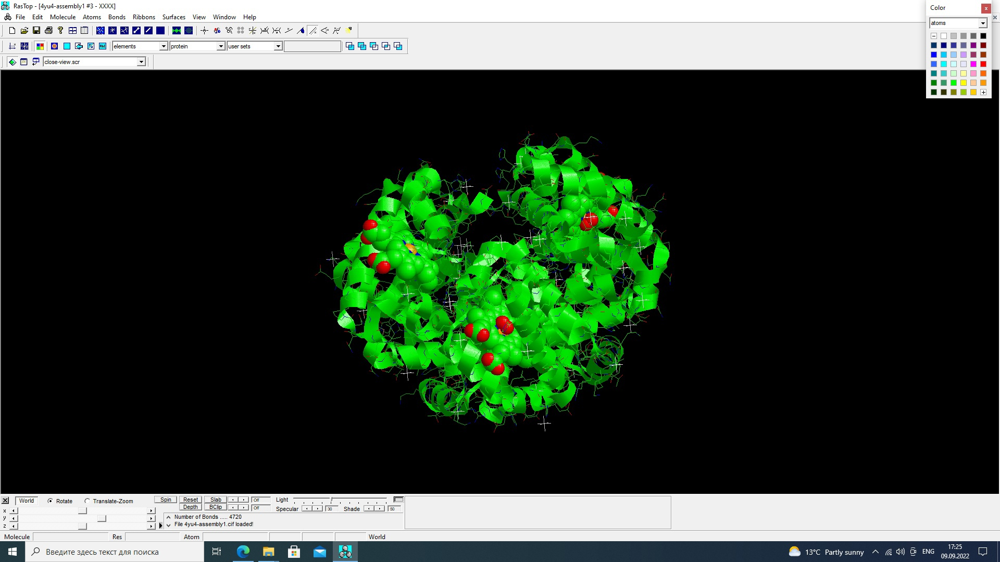 RasTop - [4yu4-assembly1 #3 - XXXX]
File Edit Molecule Atoms Bonds Ribbons Surfaces View Window Help
Color
atoms
elements protein user sets
close-view.scr
World Rotate Translate-Zoom Spin Reset Slab Off Light
Depth BClip Off Specular 30 Shade 50
x
y
z
Number of Bonds ..... 4720
File 4yu4-assembly1.cif loaded!
Molecule Res Atom World
Введите здесь текст для поиска
13°C Partly sunny ENG
17:25
09.09.2022